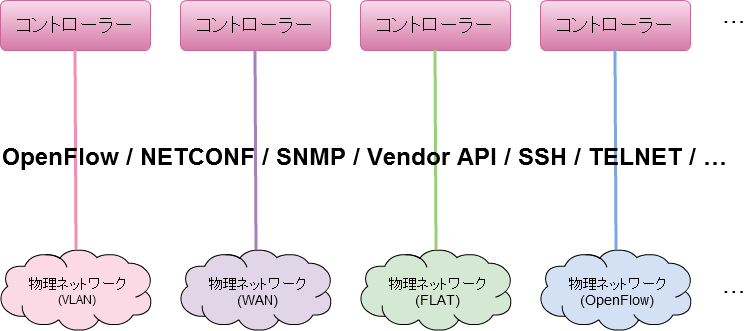 コントローラー コントローラー コントローラー コントローラー …
OpenFlow / NETCONF / SNMP / Vendor API / SSH / TELNET / …
物理ネットワーク 物理ネットワーク 物理ネットワーク 物理ネットワーク …
(VLAN) (WAN) (FLAT) (OpenFlow)